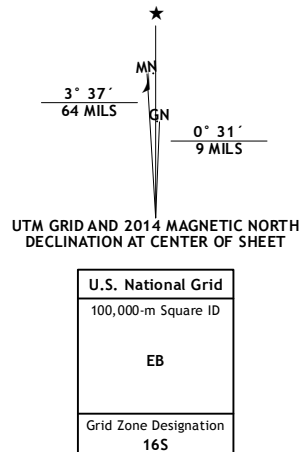 ★
MN
3° 37´
64 MILS
GN
0° 31´
9 MILS
UTM GRID AND 2014 MAGNETIC NORTH
DECLINATION AT CENTER OF SHEET
U.S. National Grid
100,000-m Square ID
EB
Grid Zone Designation
16S